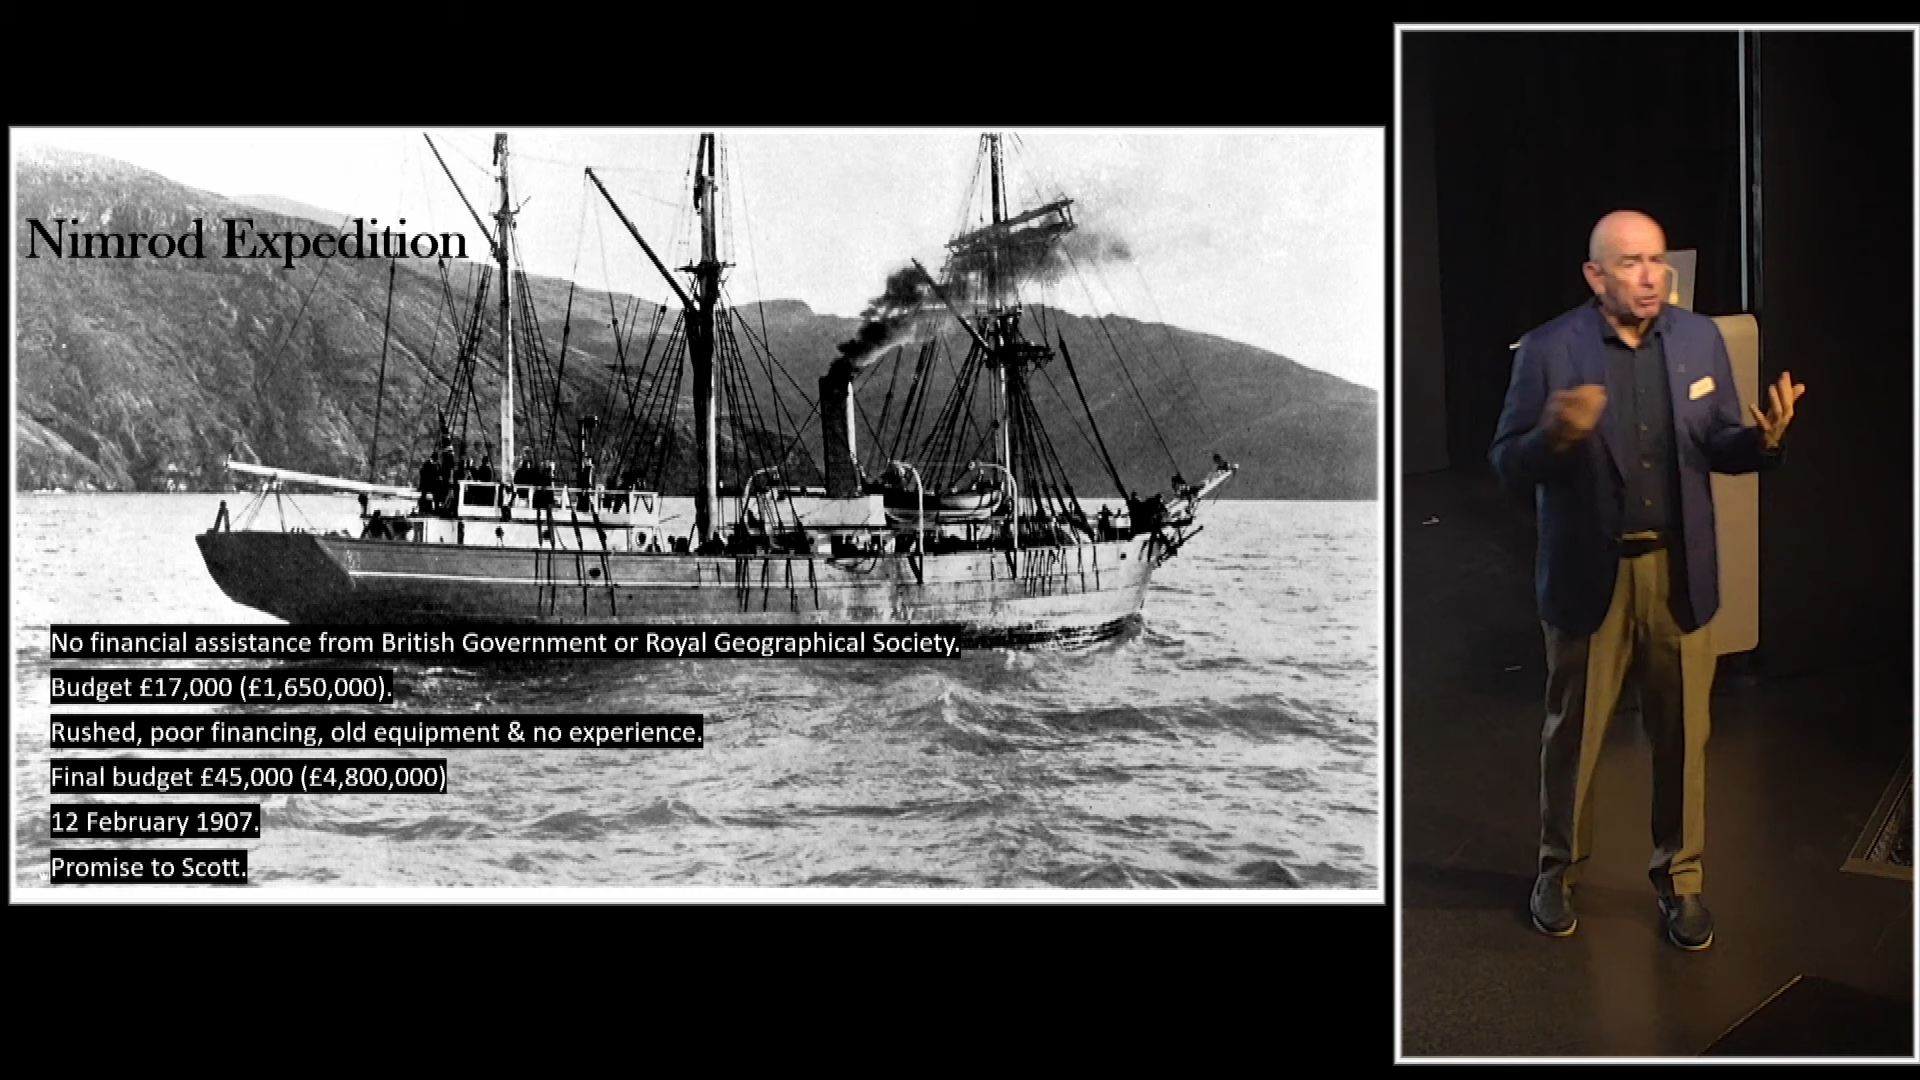 Nimrod Expedition
No financial assistance from British Government or Royal Geographical Society.
Budget £17,000 (£1,650,000).
Rushed, poor financing, old equipment & no experience.
Final budget £45,000 (£4,800,000)
12 February 1907.
Promise to Scott.